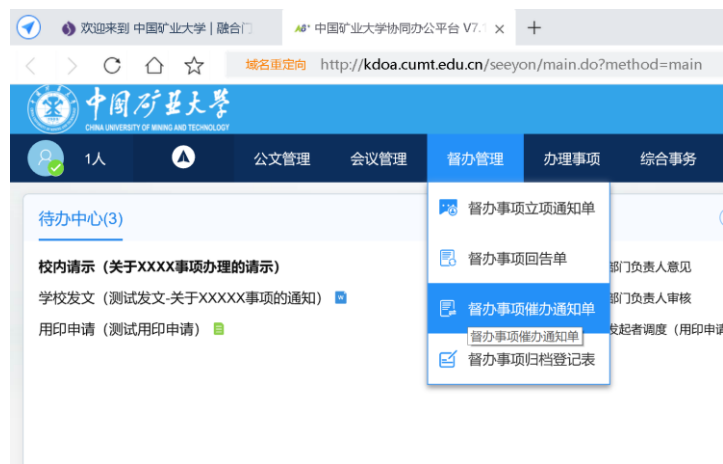 欢迎来到 中国矿业大学 | 融合门
中国矿业大学协同办公平台 V7.1
域名重定向 http://kdoa.cumt.edu.cn/seeyon/main.do?method=main
中国矿业大学
CHINA UNIVERSITY OF MINING AND TECHNOLOGY
1人 公文管理 会议管理 督办管理 办理事项 综合事务
待办中心(3)
督办事项立项通知单
督办事项回告单
督办事项催办通知单
督办事项催办通知单
督办事项归档登记表
校内请示（关于XXXX事项办理的请示） 部门负责人意见
学校发文（测试发文-关于XXXX事项的通知） 部门负责人审核
用印申请（测试用印申请） 发起者调度（用印申请